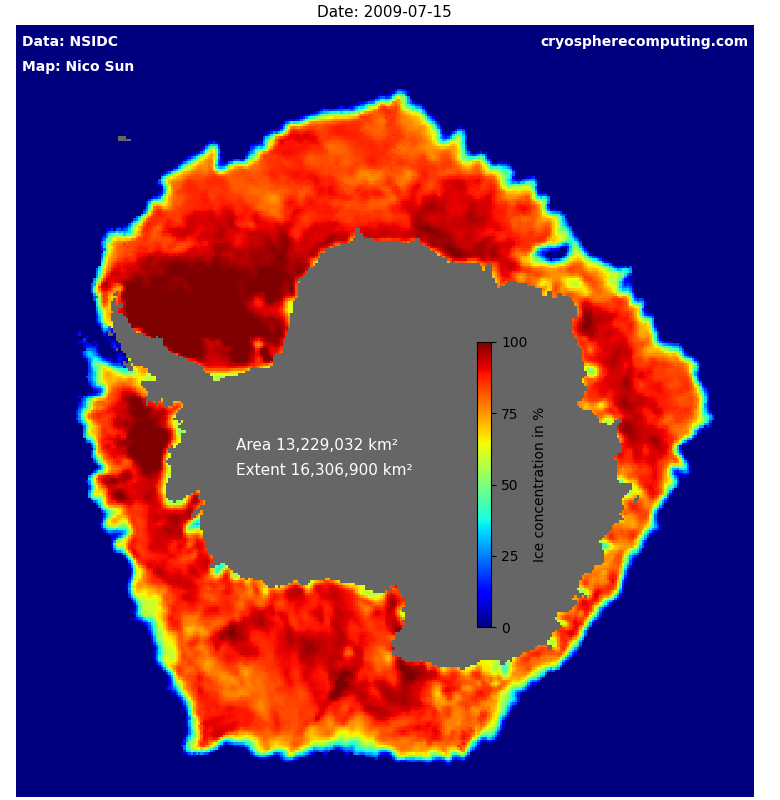 Date: 2009-07-15
Data: NSIDC
cryospherecomputing.com
Map: Nico Sun
100
75
50
25
0
Ice concentration in %
Area 13,229,032 km²
Extent 16,306,900 km²